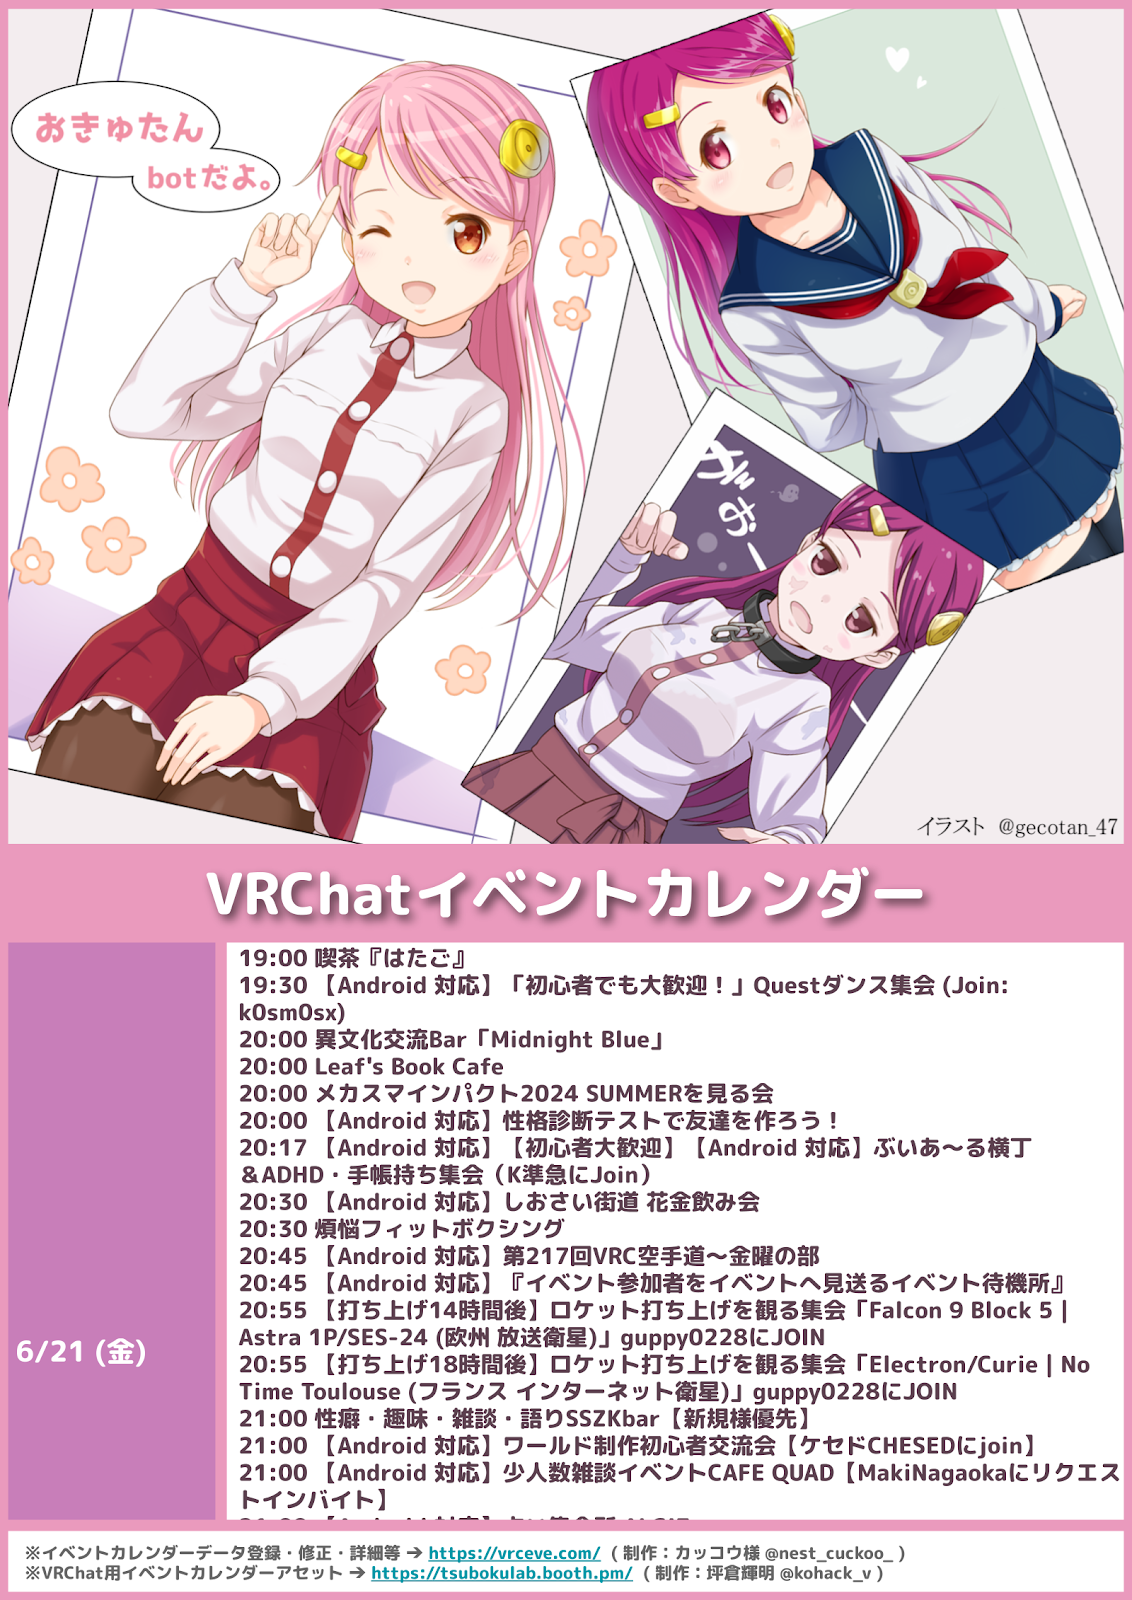 おきゅたん
botだよ。
がおー
イラスト @gecotan_47
VRChatイベントカレンダー
6/21 (金)
19:00 喫茶『はたご』
19:30 【Android 対応】「初心者でも大歓迎！」Questダンス集会 (Join:
k0sm0sx)
20:00 異文化交流Bar「Midnight Blue」
20:00 Leaf's Book Cafe
20:00 メカスマインパクト2024 SUMMERを見る会
20:00 【Android 対応】性格診断テストで友達を作ろう！
20:17 【Android 対応】【初心者大歓迎】【Android 対応】ぶいあ～る横丁
＆ADHD・手帳持ち集会（K準急にJoin）
20:30 【Android 対応】しおさい街道 花金飲み会
20:30 煩悩フィットボクシング
20:45 【Android 対応】第217回VRC空手道～金曜の部
20:45 【Android 対応】『イベント参加者をイベントへ見送るイベント待機所』
20:55 【打ち上げ14時間後】ロケット打ち上げを観る集会「Falcon 9 Block 5 |
Astra 1P/SES-24 (欧州 放送衛星)」guppy0228にJOIN
20:55 【打ち上げ18時間後】ロケット打ち上げを観る集会「Electron/Curie | No
Time Toulouse (フランス インターネット衛星)」guppy0228にJOIN
21:00 性癖・趣味・雑談・語りSSZKbar【新規様優先】
21:00 【Android 対応】ワールド制作初心者交流会【ケセドCHESEDにjoin】
21:00 【Android 対応】少人数雑談イベントCAFE QUAD【MakiNagaokaにリクエス
トインバイト】
※イベントカレンダーデータ登録・修正・詳細等 ➔ https://vrceve.com/ ( 制作：カッコウ様 @nest_cuckoo_ )
※VRChat用イベントカレンダーアセット ➔ https://tsubokulab.booth.pm/ ( 制作：坪倉輝明 @kohack_v )